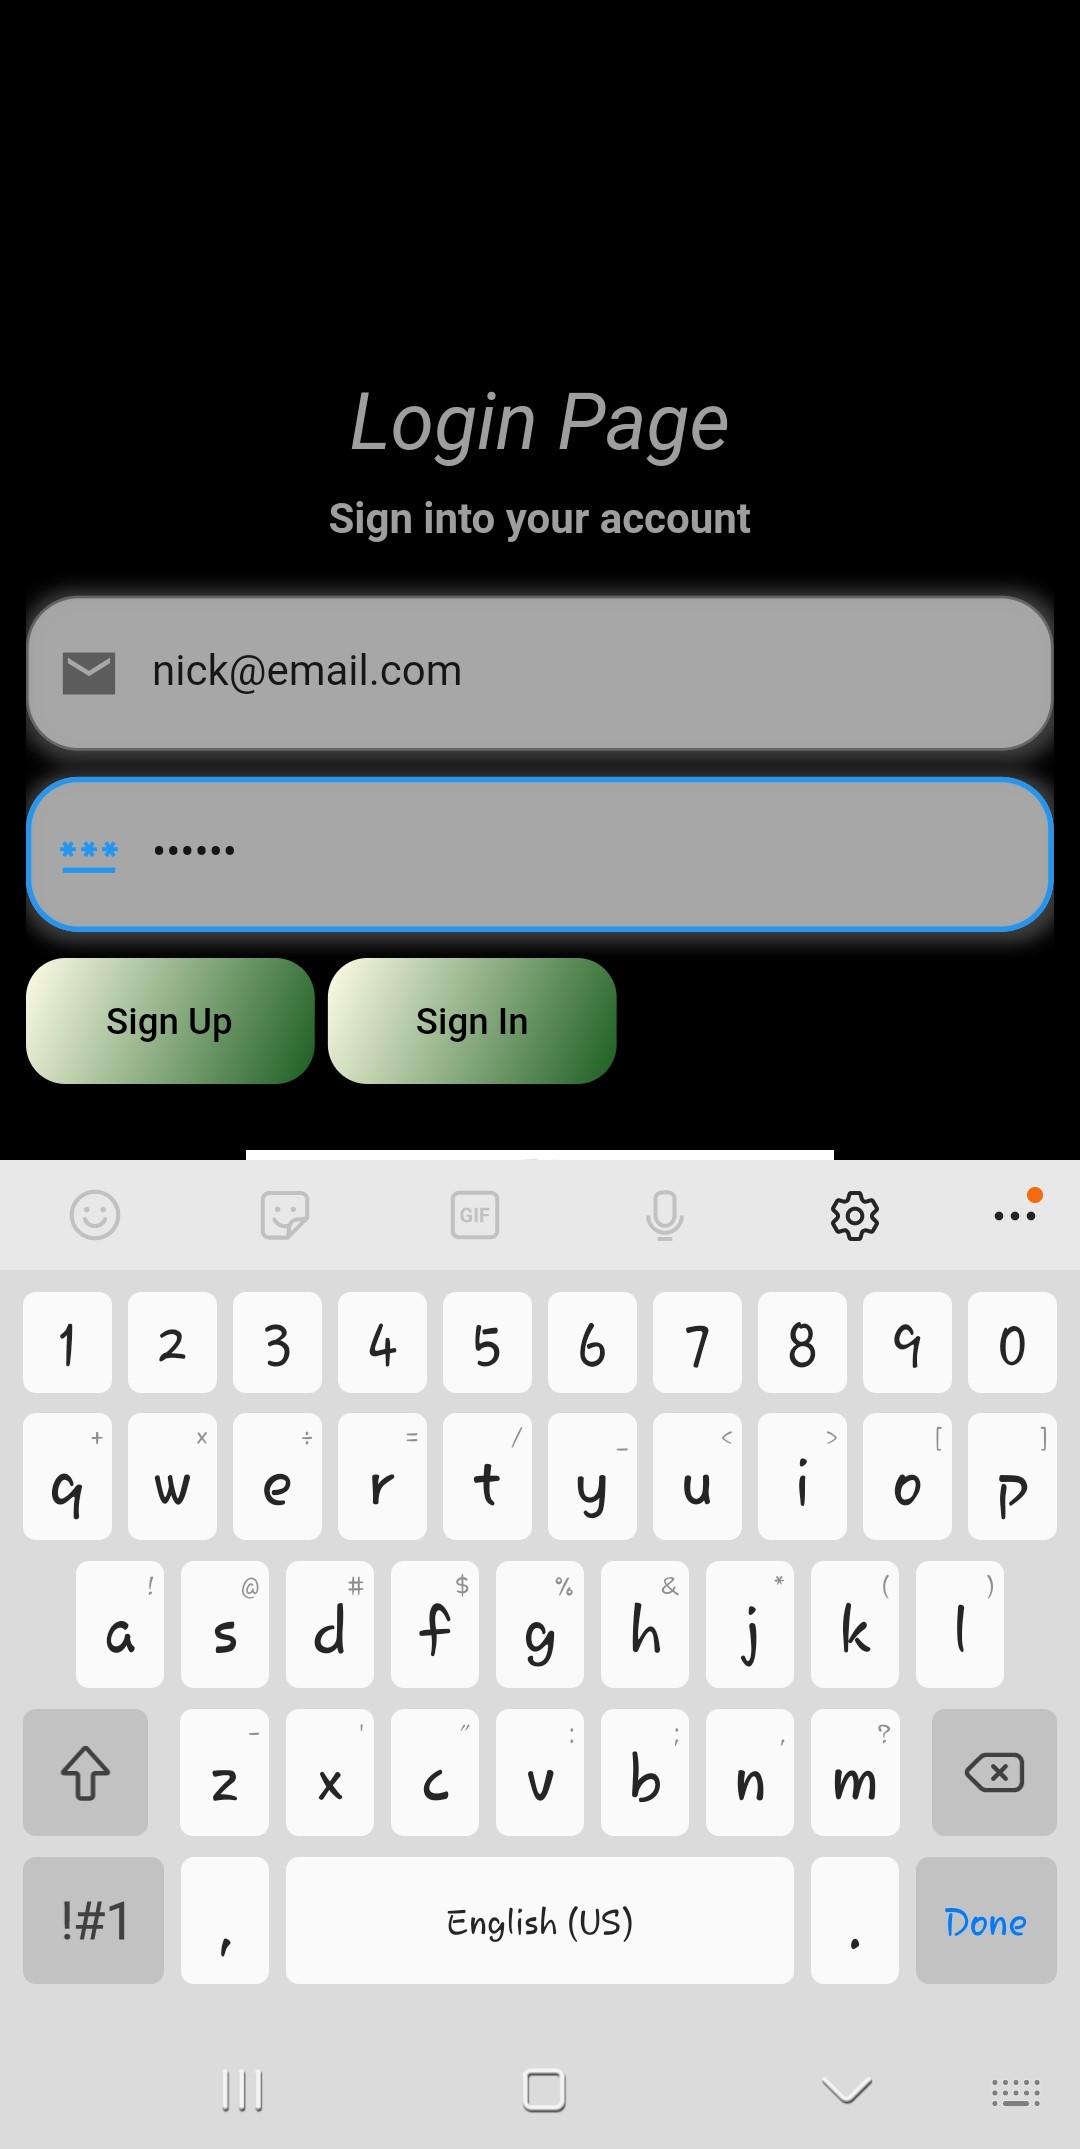 Login Page
Sign into your account
nick@email.com
*** ••••••
Sign Up Sign In
GIF
1 2 3 4 5 6 7 8 9 0
+ × ÷ = / _ < > [ ]
q w e r t y u i o p
! @ # $ % & * ( )
a s d f g h j k l
- ' " : ; , ?
z x c v b n m
!#1 , English (US) . Done